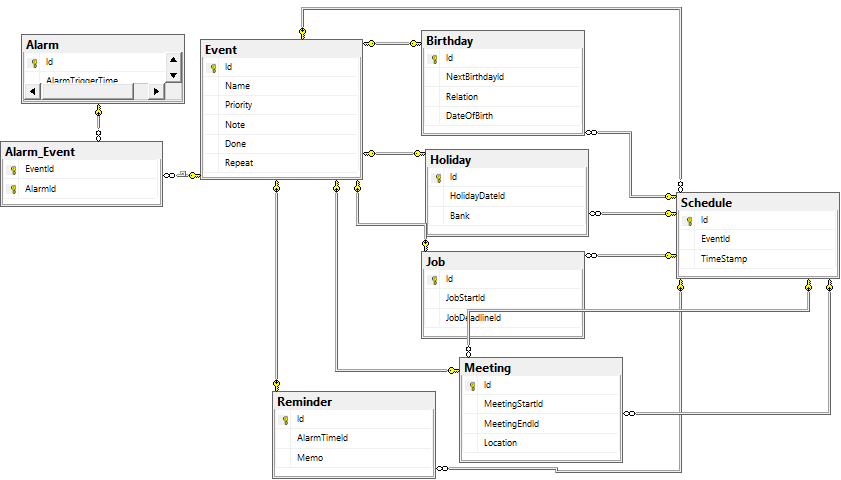 Alarm
Id
AlarmTriggerTime
Alarm_Event
EventId
AlarmId
Event
Id
Name
Priority
Note
Done
Repeat
Birthday
Id
NextBirthdayId
Relation
DateOfBirth
Holiday
Id
HolidayDateId
Bank
Job
Id
JobStartId
JobDeadlineId
Schedule
Id
EventId
TimeStamp
Meeting
Id
MeetingStartId
MeetingEndId
Location
Reminder
Id
AlarmTimeId
Memo